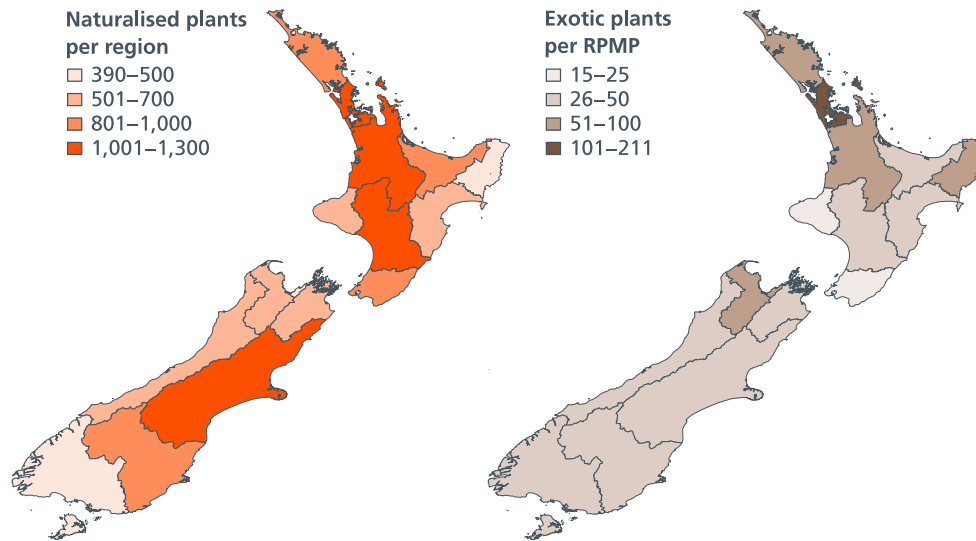 Naturalised plants
per region
390–500
501–700
801–1,000
1,001–1,300
Exotic plants
per RPMP
15–25
26–50
51–100
101–211